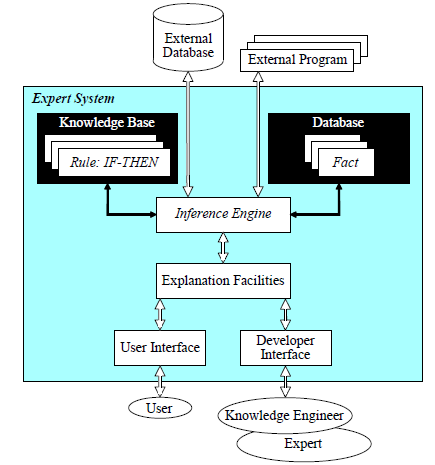 External
Database
External Program
Expert System
Knowledge Base
Rule: IF-THEN
Database
Fact
Inference Engine
Explanation Facilities
User Interface
Developer
Interface
User
Knowledge Engineer
Expert